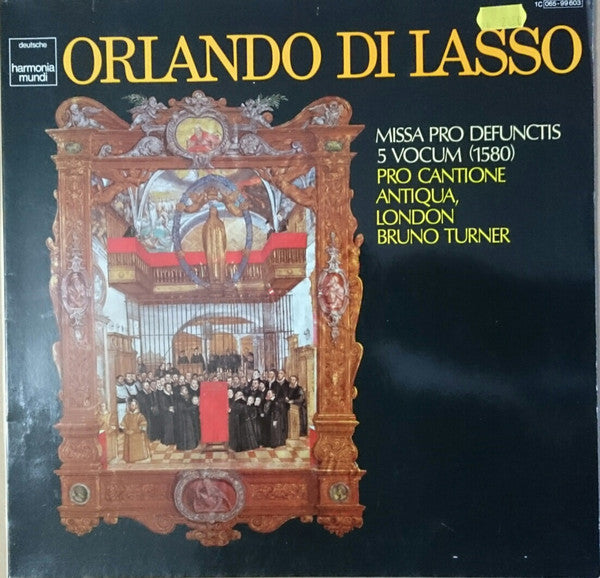 1C 065-99 603
deutsche
harmonia
mundi
ORLANDO DI LASSO
MISSA PRO DEFUNCTIS
5 VOCUM (1580)
PRO CANTIONE
ANTIQUA,
LONDON
BRUNO TURNER